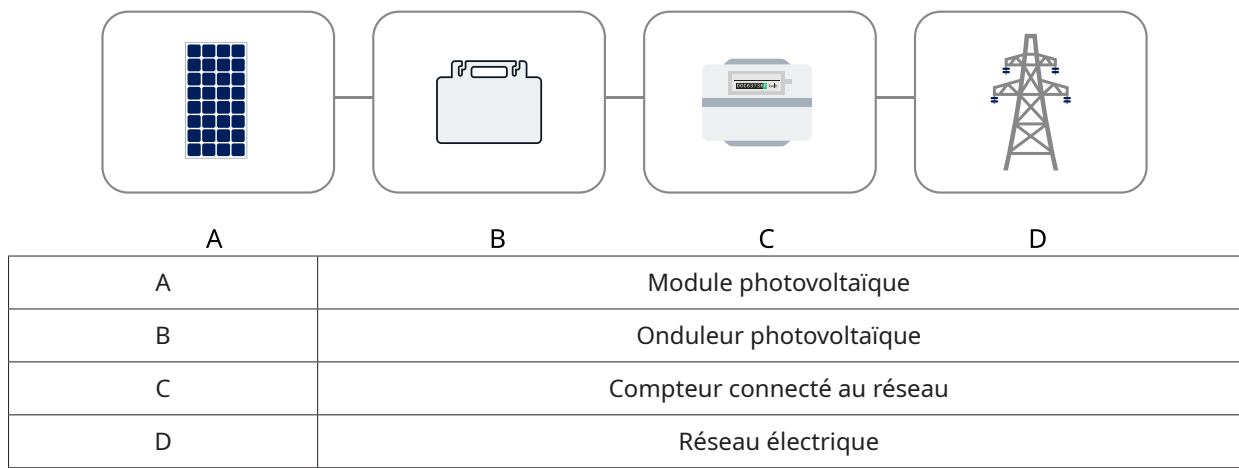 A B C D
A Module photovoltaïque
B Onduleur photovoltaïque
C Compteur connecté au réseau
D Réseau électrique